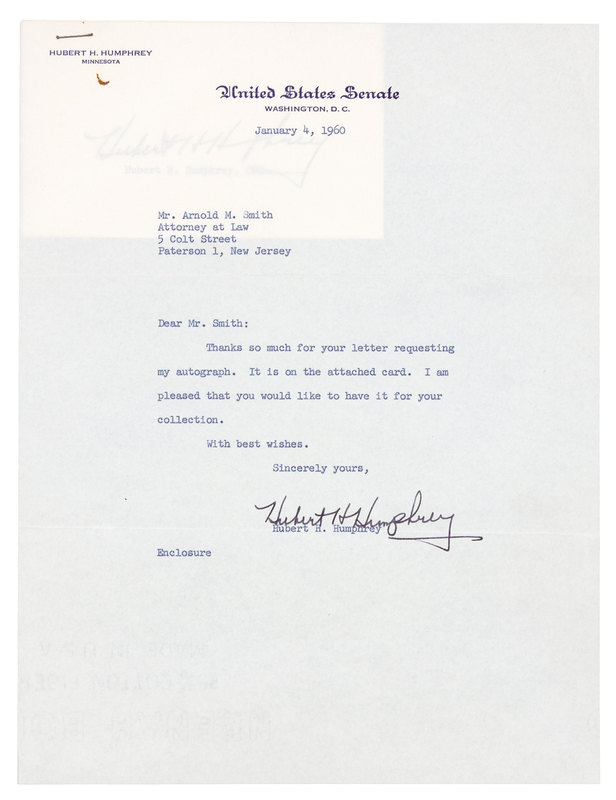 HUBERT H. HUMPHREY
MINNESOTA
United States Senate
WASHINGTON, D. C.
January 4, 1960
Hubert H Humphrey
Mr. Arnold M. Smith
Attorney at Law
5 Colt Street
Paterson 1, New Jersey
Dear Mr. Smith:
Thanks so much for your letter requesting
my autograph. It is on the attached card. I am
pleased that you would like to have it for your
collection.
With best wishes.
Sincerely yours,
Hubert H Humphrey
Hubert H. Humphrey
Enclosure